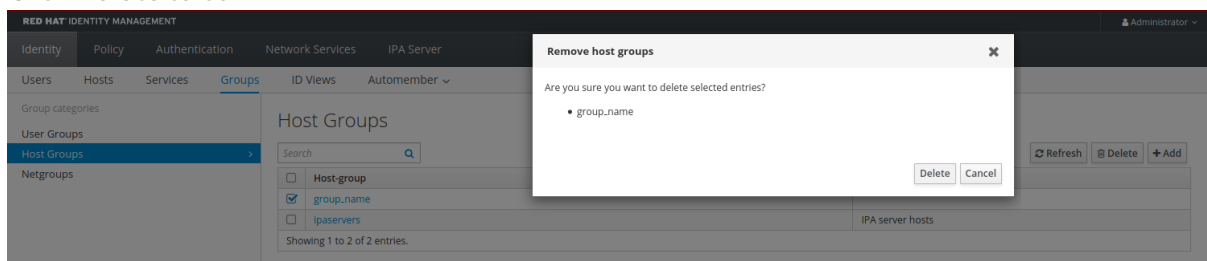 RED HAT® IDENTITY MANAGEMENT
Administrator
Identity Policy Authentication Network Services IPA Server
Users Hosts Services Groups ID Views Automember
Group categories
User Groups
Host Groups
Netgroups
Host Groups
Search
Refresh Delete + Add
Host-group
group_name
ipaservers IPA server hosts
Showing 1 to 2 of 2 entries.
Remove host groups
Are you sure you want to delete selected entries?
• group_name
Delete Cancel